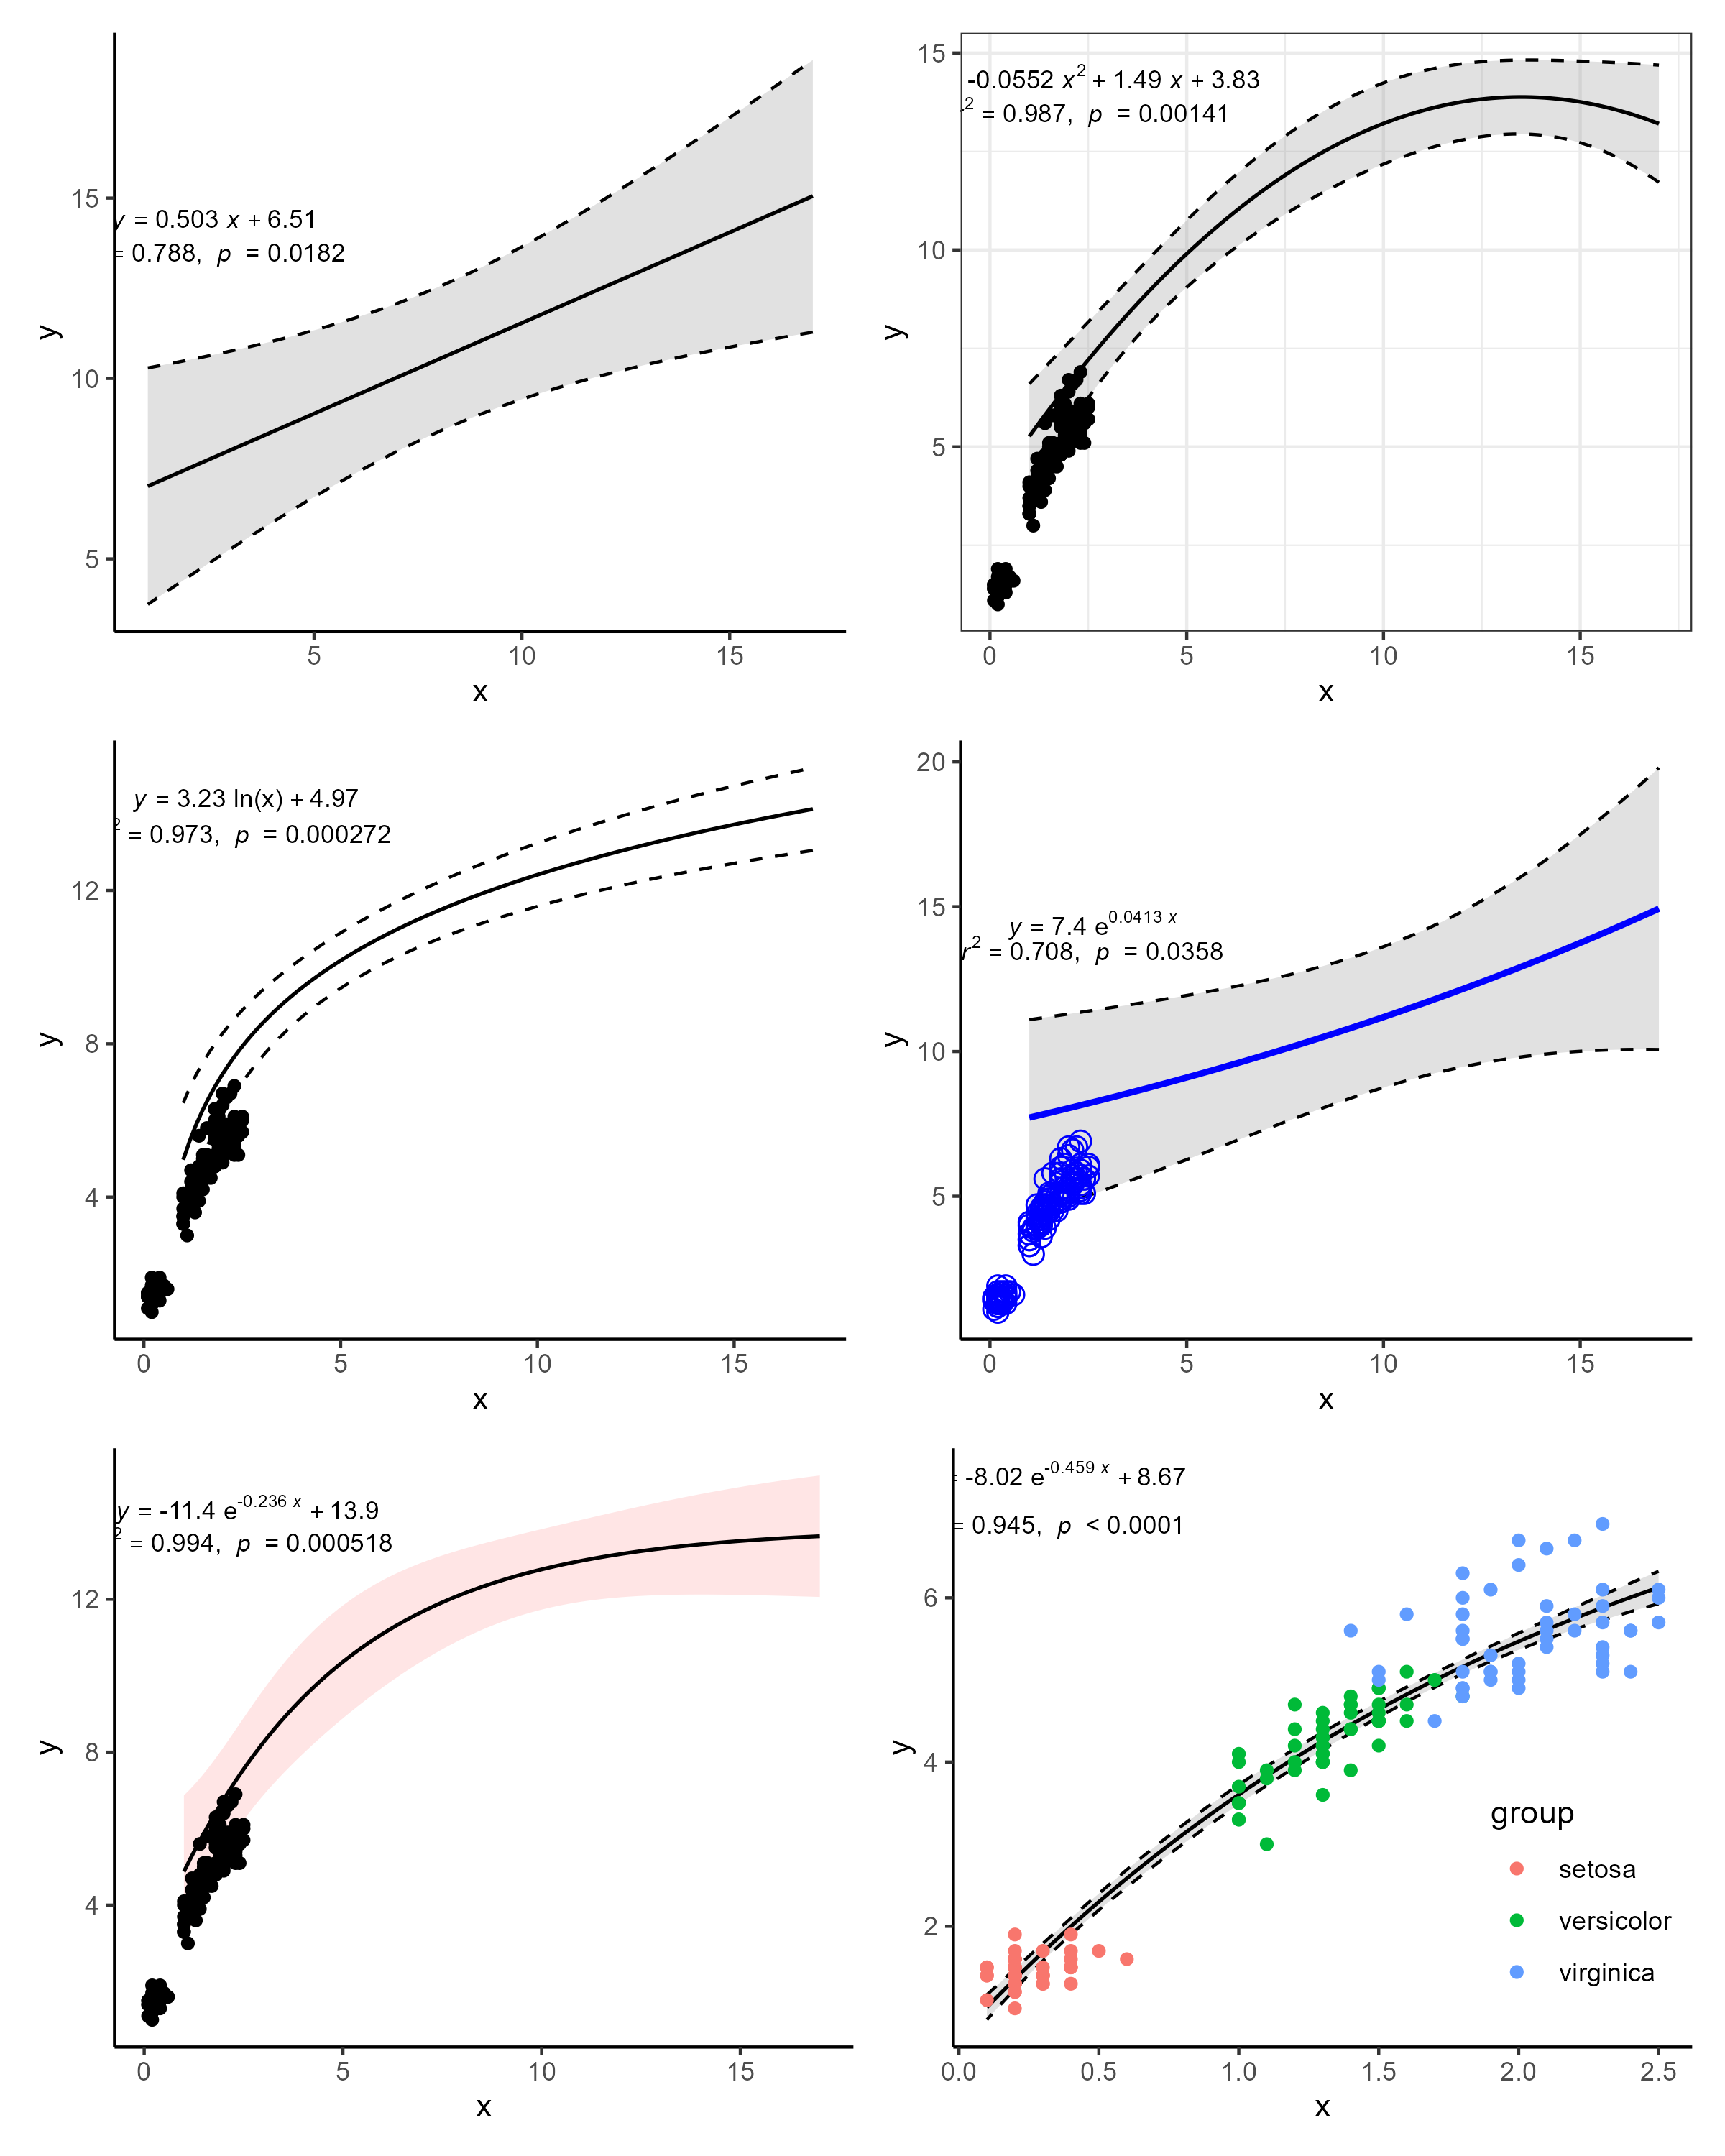 y = 0.503 x + 6.51
= 0.788, p = 0.0182
15
10
5
y
5 10 15
x
-0.0552 x² + 1.49 x + 3.83
² = 0.987, p = 0.00141
15
10
5
y
0 5 10 15
x
y = 3.23 ln(x) + 4.97
² = 0.973, p = 0.000272
12
8
4
y
0 5 10 15
x
y = 7.4 e^0.0413 x
r² = 0.708, p = 0.0358
20
15
10
5
y
0 5 10 15
x
y = -11.4 e^-0.236 x + 13.9
² = 0.994, p = 0.000518
12
8
4
y
0 5 10 15
x
= -8.02 e^-0.459 x + 8.67
= 0.945, p < 0.0001
6
4
2
y
group
setosa
versicolor
virginica
0.0 0.5 1.0 1.5 2.0 2.5
x